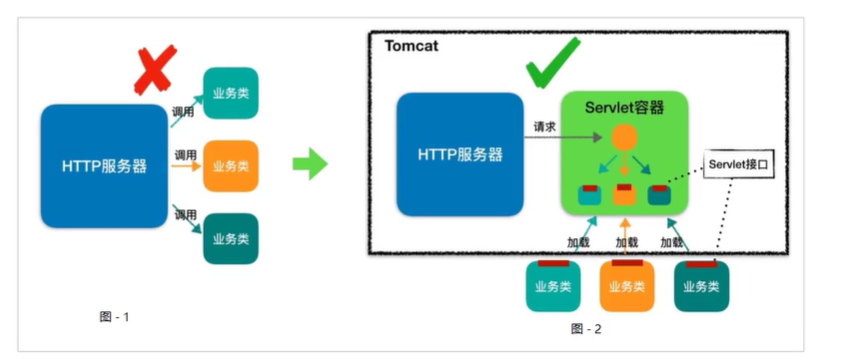 业务类
调用
HTTP服务器
调用
业务类
调用
业务类
图 - 1
Tomcat
Servlet容器
HTTP服务器
请求
Servlet接口
加载
加载
加载
业务类
业务类
业务类
图 - 2